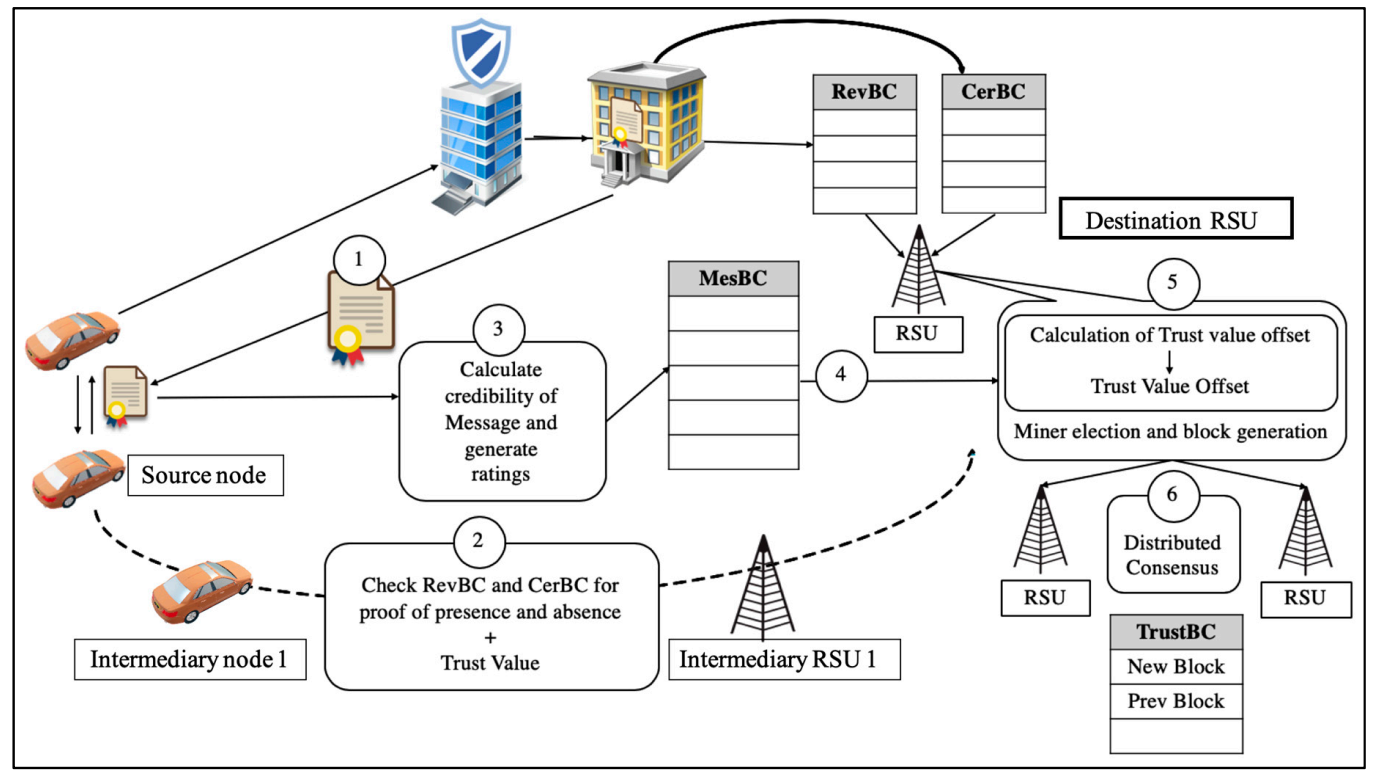 RevBC
CerBC
Destination RSU
1
MesBC
5
RSU
3
Calculation of Trust value offset
Calculate
credibility of
Message and
generate
ratings
4
Trust Value Offset
Miner election and block generation
Source node
6
2
Distributed
Consensus
Check RevBC and CerBC for
proof of presence and absence
+
Trust Value
RSU
RSU
Intermediary node 1
Intermediary RSU 1
TrustBC
New Block
Prev Block